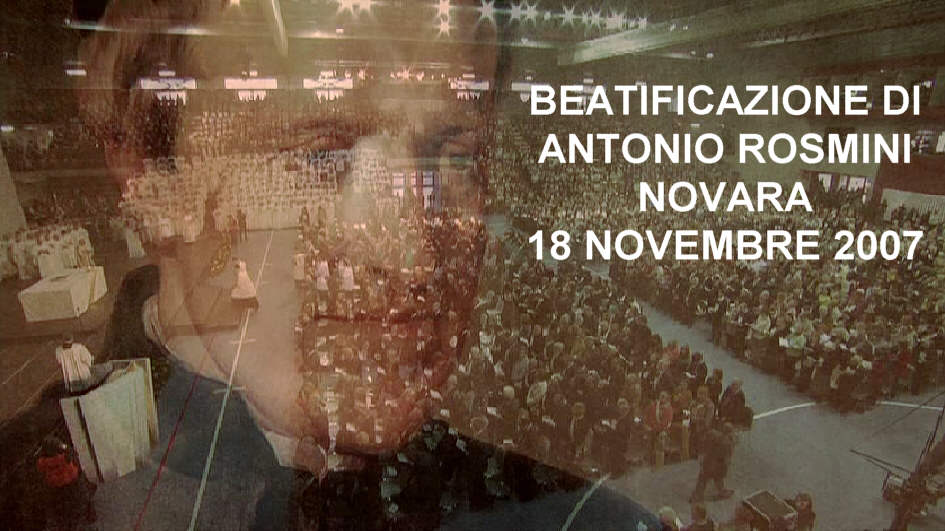 BEATIFICAZIONE DI
ANTONIO ROSMINI
NOVARA
18 NOVEMBRE 2007